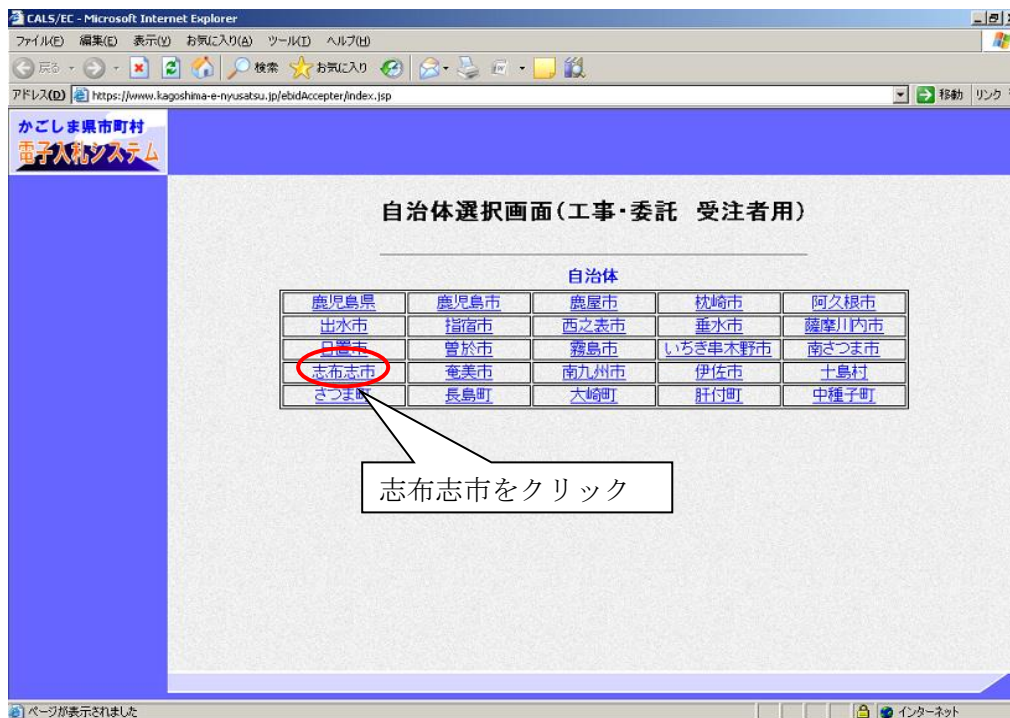 CALS/EC - Microsoft Internet Explorer
ファイル(F) 編集(E) 表示(V) お気に入り(A) ツール(T) ヘルプ(H)
戻る 検索 お気に入り
アドレス(D) https://www.kagoshima-e-nyusatsu.jp/ebidAccepter/index.jsp 移動 リンク
かごしま県市町村
電子入札システム
自治体選択画面(工事・委託 受注者用)
自治体
鹿児島県 鹿児島市 鹿屋市 枕崎市 阿久根市
出水市 指宿市 西之表市 垂水市 薩摩川内市
日置市 曽於市 霧島市 いちき串木野市 南さつま市
志布志市 奄美市 南九州市 伊佐市 十島村
さつま町 長島町 大崎町 肝付町 中種子町
志布志市をクリック
ページが表示されました インターネット